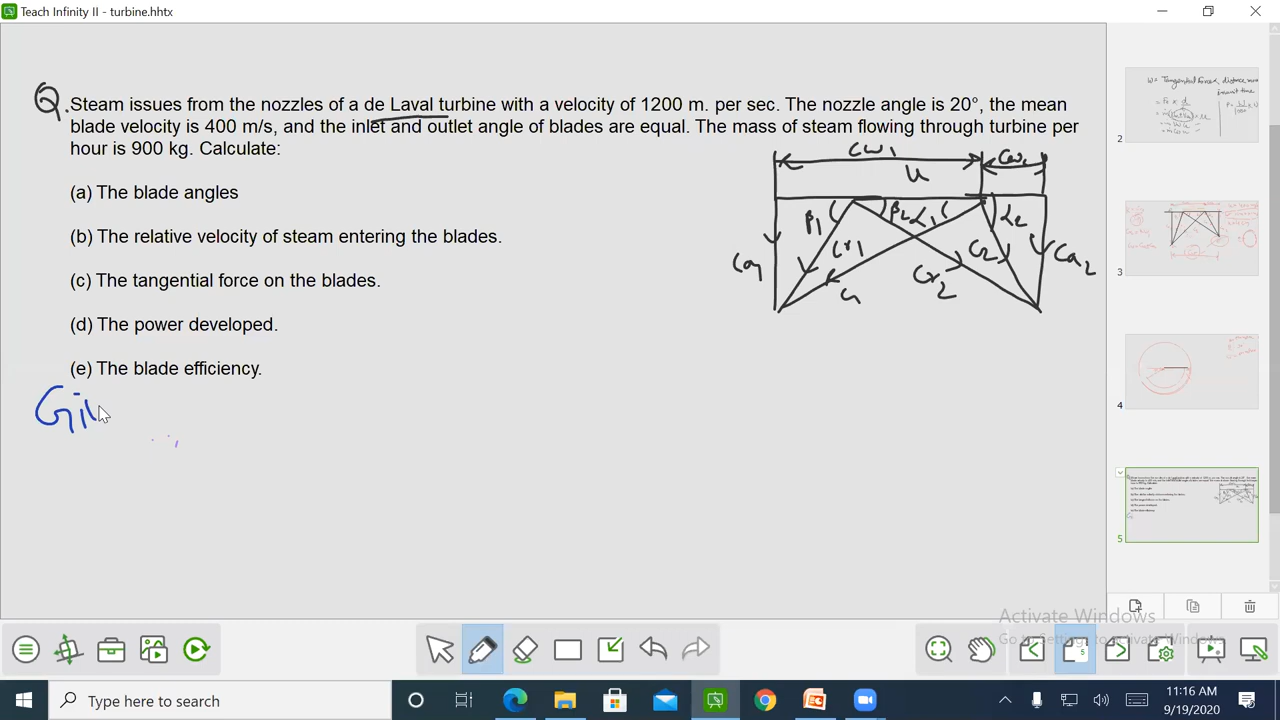 Teach Infinity II - turbine.hhtx
Q. Steam issues from the nozzles of a de Laval turbine with a velocity of 1200 m. per sec. The nozzle angle is 20°, the mean
blade velocity is 400 m/s, and the inlet and outlet angle of blades are equal. The mass of steam flowing through turbine per
hour is 900 kg. Calculate:
(a) The blade angles
(b) The relative velocity of steam entering the blades.
(c) The tangential force on the blades.
(d) The power developed.
(e) The blade efficiency.
Cw1
u
β1 β2 α1 α2
Cr1 C2
Ca2
Cr2
2
3
4
5
5
Activate Windows
Type here to search
11:16 AM
9/19/2020